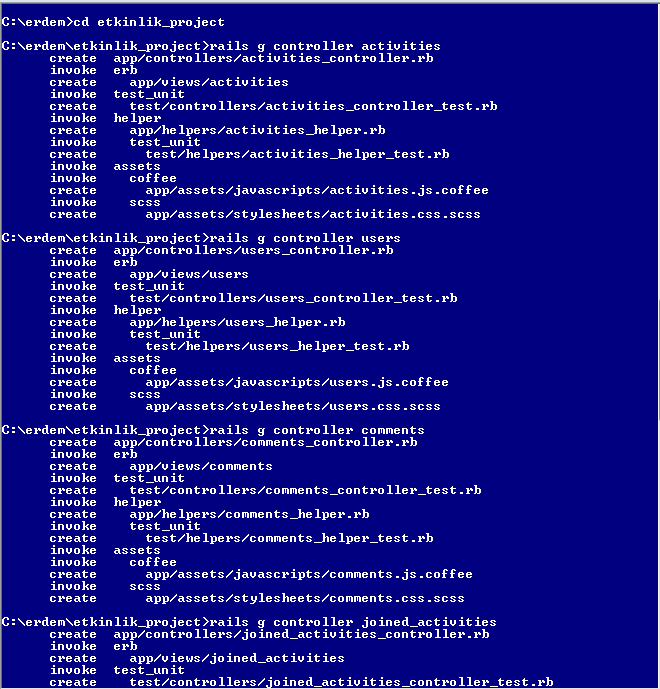 C:\erdem>cd etkinlik_project
C:\erdem\etkinlik_project>rails g controller activities
create app/controllers/activities_controller.rb
invoke erb
create app/views/activities
invoke test_unit
create test/controllers/activities_controller_test.rb
invoke helper
create app/helpers/activities_helper.rb
invoke test_unit
create test/helpers/activities_helper_test.rb
invoke assets
invoke coffee
create app/assets/javascripts/activities.js.coffee
invoke scss
create app/assets/stylesheets/activities.css.scss
C:\erdem\etkinlik_project>rails g controller users
create app/controllers/users_controller.rb
invoke erb
create app/views/users
invoke test_unit
create test/controllers/users_controller_test.rb
invoke helper
create app/helpers/users_helper.rb
invoke test_unit
create test/helpers/users_helper_test.rb
invoke assets
invoke coffee
create app/assets/javascripts/users.js.coffee
invoke scss
create app/assets/stylesheets/users.css.scss
C:\erdem\etkinlik_project>rails g controller comments
create app/controllers/comments_controller.rb
invoke erb
create app/views/comments
invoke test_unit
create test/controllers/comments_controller_test.rb
invoke helper
create app/helpers/comments_helper.rb
invoke test_unit
create test/helpers/comments_helper_test.rb
invoke assets
invoke coffee
create app/assets/javascripts/comments.js.coffee
invoke scss
create app/assets/stylesheets/comments.css.scss
C:\erdem\etkinlik_project>rails g controller joined_activities
create app/controllers/joined_activities_controller.rb
invoke erb
create app/views/joined_activities
invoke test_unit
create test/controllers/joined_activities_controller_test.rb